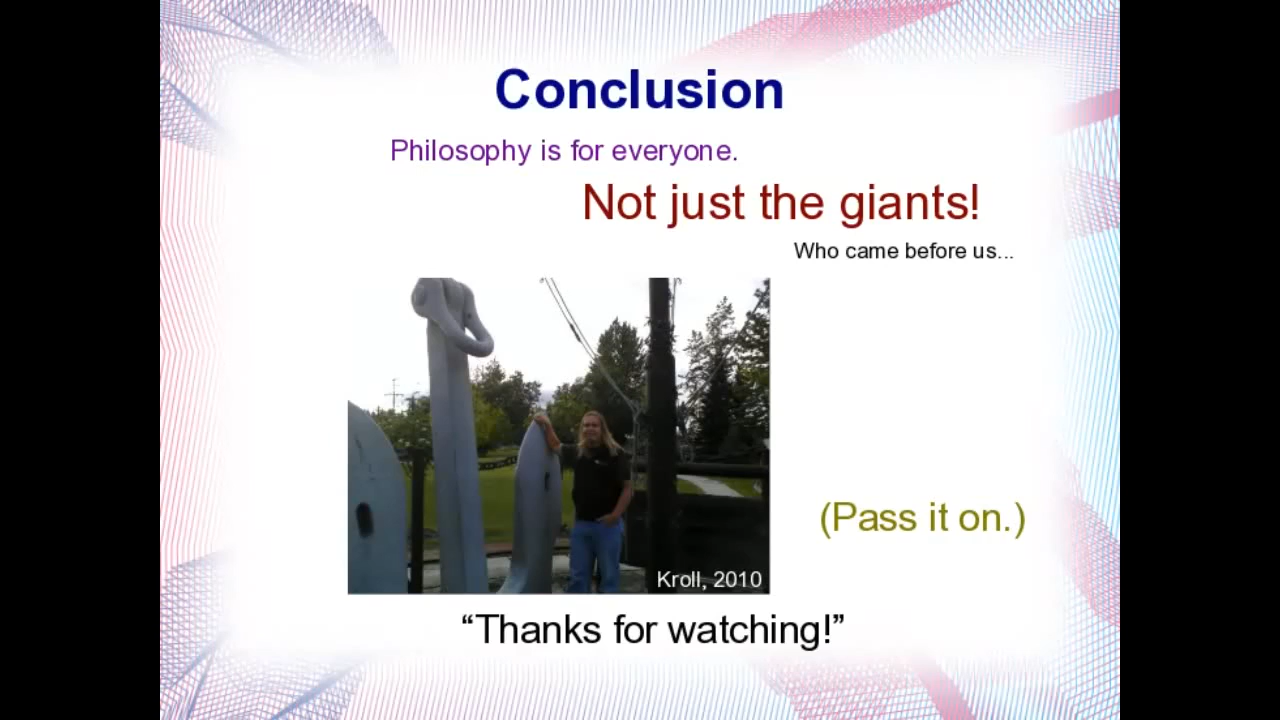 Conclusion
Philosophy is for everyone.
Not just the giants!
Who came before us...
(Pass it on.)
Kroll, 2010
“Thanks for watching!”